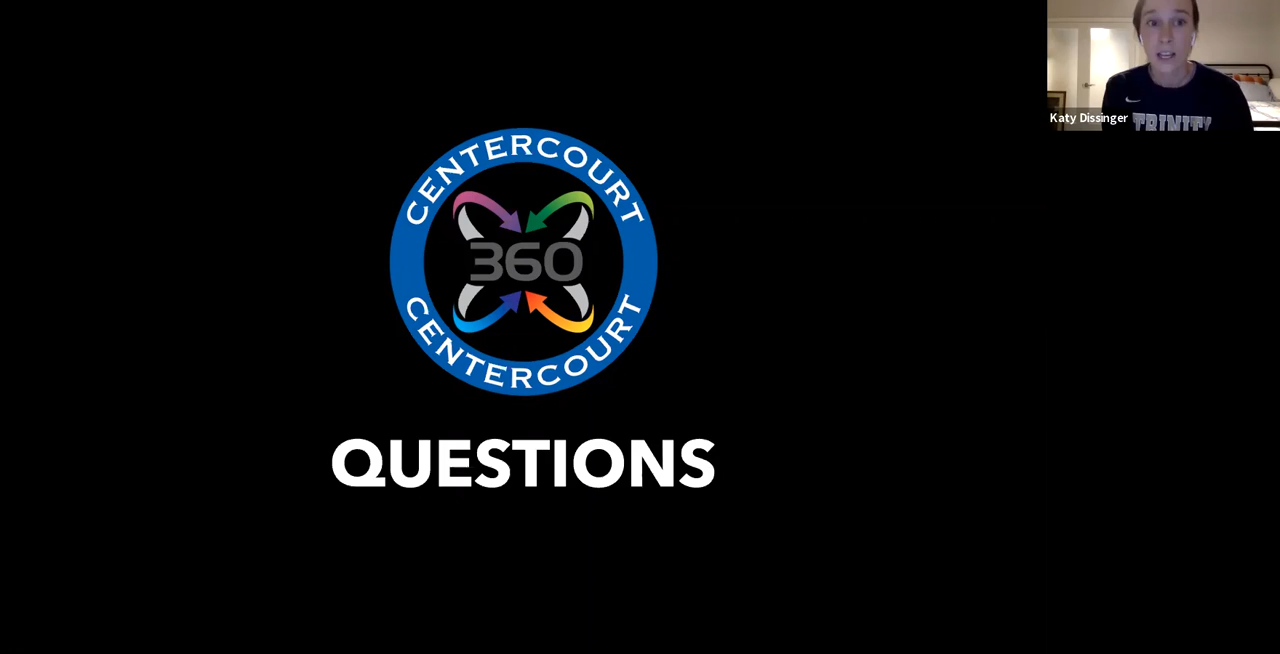 CENTERCOURT
360
CENTERCOURT
QUESTIONS
Katy Dissinger
TRINITY